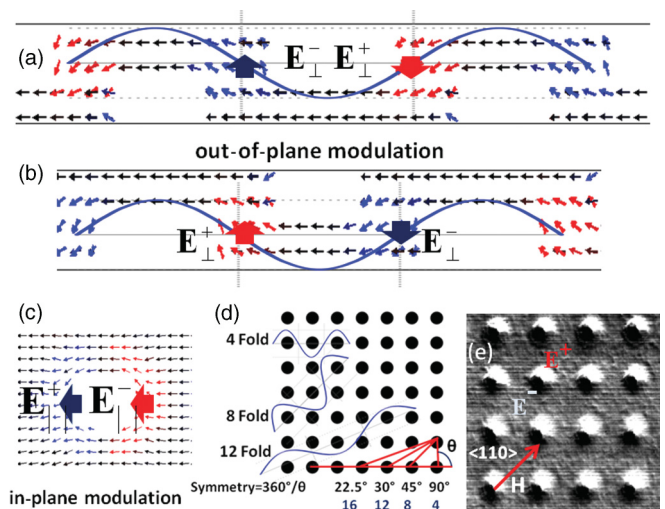 (a)
E⊥⁻ E⊥⁺
out-of-plane modulation
(b)
E⊥⁺
E⊥⁻
(c)
E||⁺ E||⁻
in-plane modulation
(d)
4 Fold
8 Fold
12 Fold
θ
Symmetry=360°/θ 22.5° 30° 45° 90°
16 12 8 4
(e)
E⁺
E⁻
<110>
H